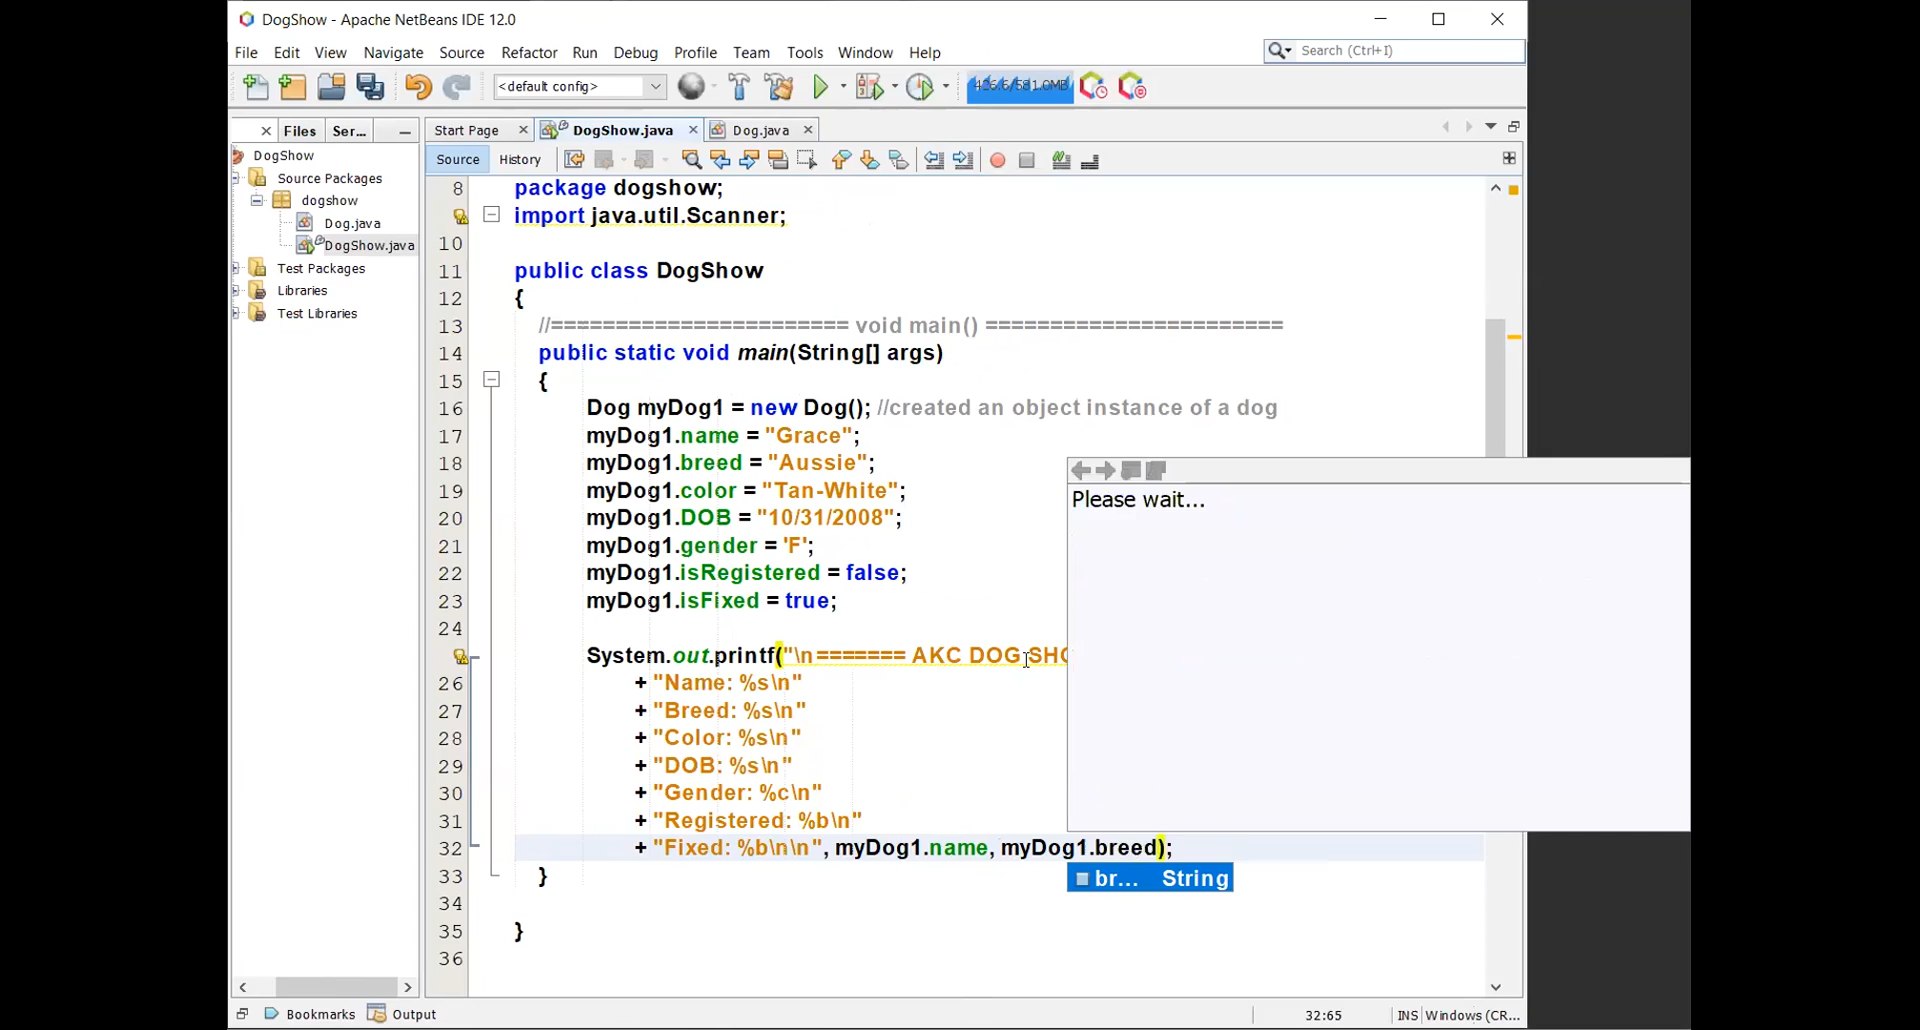 DogShow - Apache NetBeans IDE 12.0
File Edit View Navigate Source Refactor Run Debug Profile Team Tools Window Help
Search (Ctrl+I)
<default config>
426.6/581.0MB
Files Ser...
Start Page DogShow.java Dog.java
Source History
DogShow
Source Packages
dogshow
Dog.java
DogShow.java
Test Packages
Libraries
Test Libraries
8 package dogshow;
import java.util.Scanner;
10
11 public class DogShow
12 {
13 //======================= void main() =======================
14 public static void main(String[] args)
15 {
16 Dog myDog1 = new Dog(); //created an object instance of a dog
17 myDog1.name = "Grace";
18 myDog1.breed = "Aussie";
19 myDog1.color = "Tan-White";
20 myDog1.DOB = "10/31/2008";
21 myDog1.gender = 'F';
22 myDog1.isRegistered = false;
23 myDog1.isFixed = true;
24
System.out.printf("\n======= AKC DOG SHO
26 + "Name: %s\n"
27 + "Breed: %s\n"
28 + "Color: %s\n"
29 + "DOB: %s\n"
30 + "Gender: %c\n"
31 + "Registered: %b\n"
32 + "Fixed: %b\n\n", myDog1.name, myDog1.breed);
33 }
34
35 }
36
Please wait...
br... String
Bookmarks Output
32:65 INS Windows (CR...